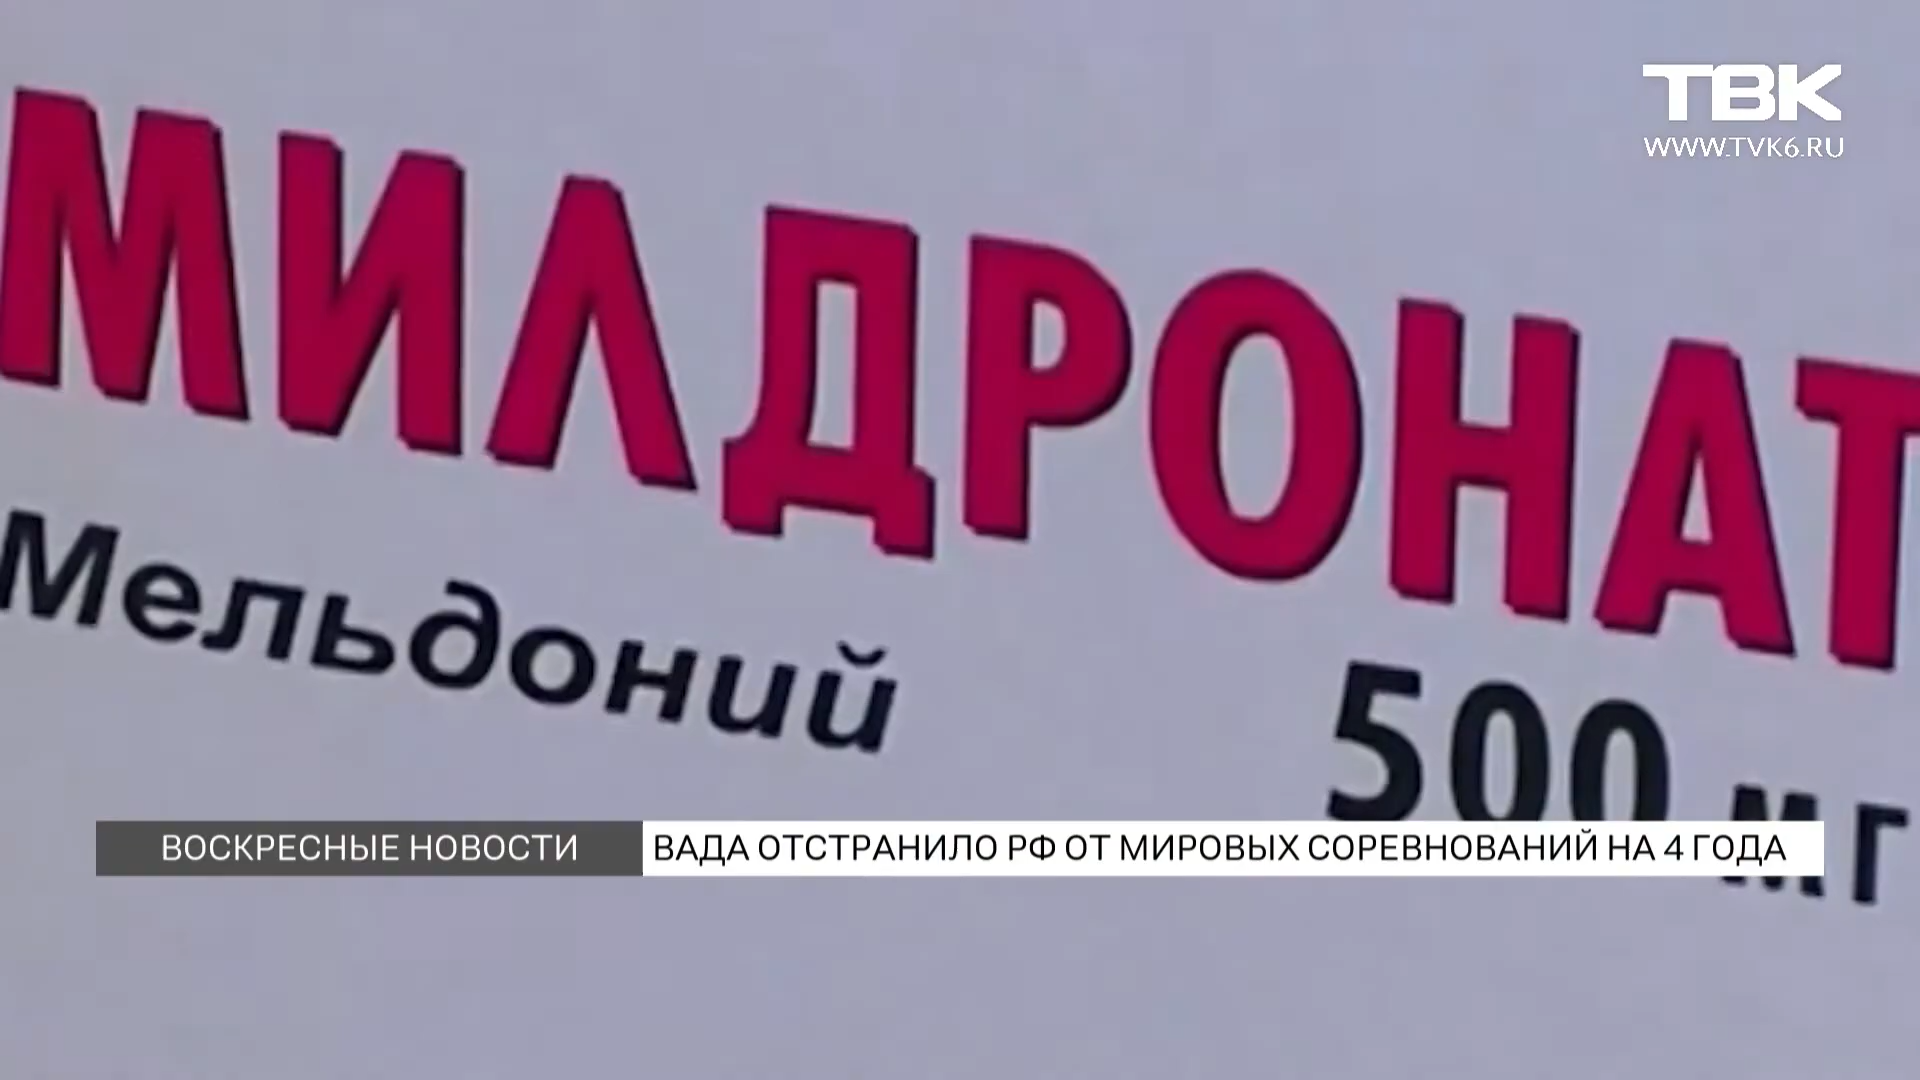 ТВК
WWW.TVK6.RU
МИЛДРОНАТ
Мельдоний
500 мг
ВОСКРЕСНЫЕ НОВОСТИ
ВАДА ОТСТРАНИЛО РФ ОТ МИРОВЫХ СОРЕВНОВАНИЙ НА 4 ГОДА